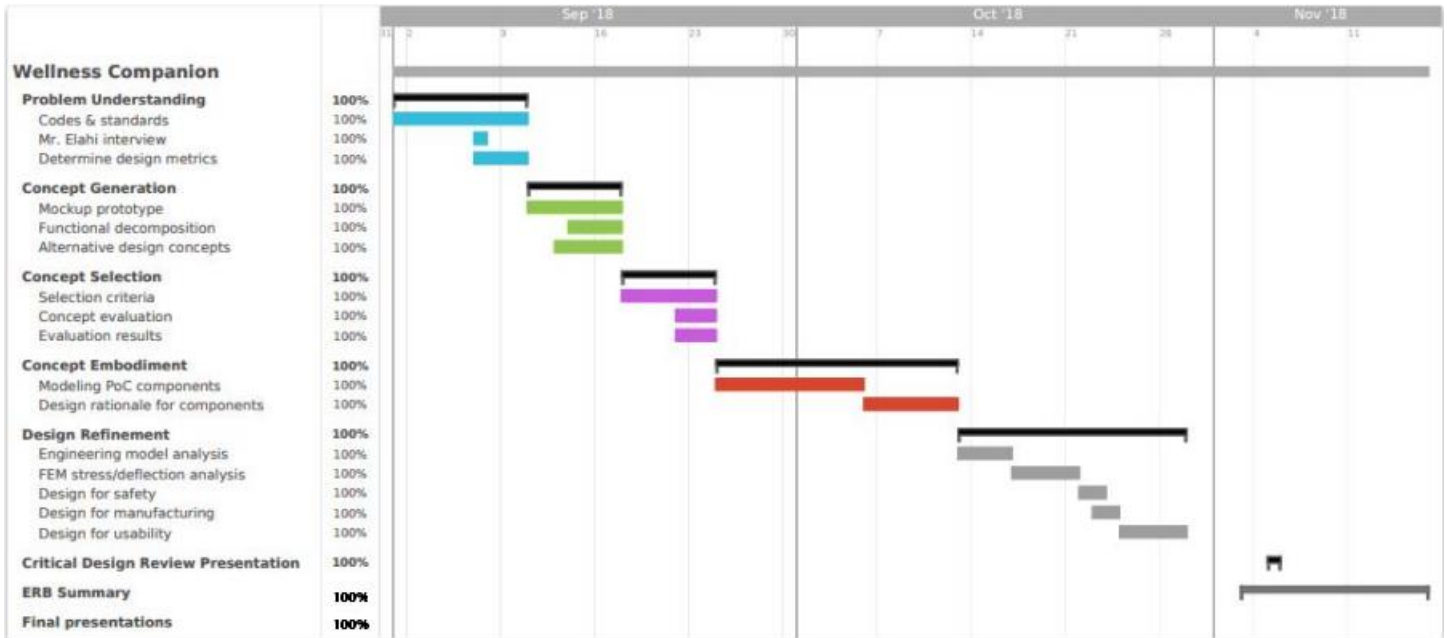 Sep '18 Oct '18 Nov '18
31 2 9 16 23 30 7 14 21 28 4 11
Wellness Companion
Problem Understanding 100%
Codes & standards 100%
Mr. Elahi interview 100%
Determine design metrics 100%
Concept Generation 100%
Mockup prototype 100%
Functional decomposition 100%
Alternative design concepts 100%
Concept Selection 100%
Selection criteria 100%
Concept evaluation 100%
Evaluation results 100%
Concept Embodiment 100%
Modeling PoC components 100%
Design rationale for components 100%
Design Refinement 100%
Engineering model analysis 100%
FEM stress/deflection analysis 100%
Design for safety 100%
Design for manufacturing 100%
Design for usability 100%
Critical Design Review Presentation 100%
ERB Summary 100%
Final presentations 100%